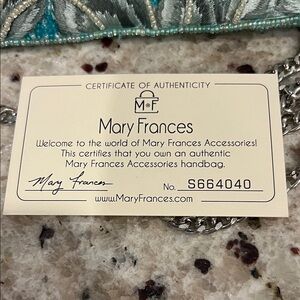 CERTIFICATE OF AUTHENTICITY
M F
Mary Frances
Welcome to the world of Mary Frances Accessories!
This certifies that you own an authentic
Mary Frances Accessories handbag.
Mary Frances No. S664040
www.MaryFrances.com